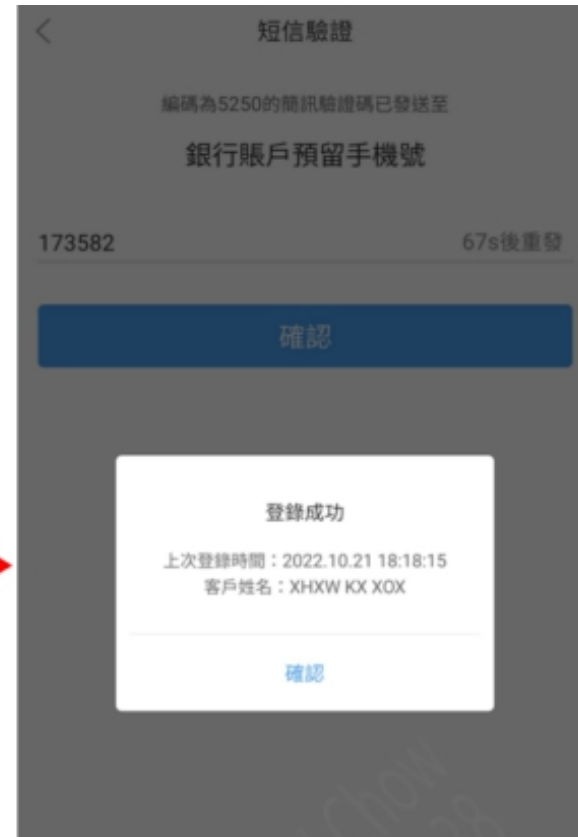 短信驗證
編碼為5250的簡訊驗證碼已發送至
銀行賬戶預留手機號
173582 67s後重發
確認
登錄成功
上次登錄時間：2022.10.21 18:18:15
客戶姓名：XHXW KX XOX
確認
Chow